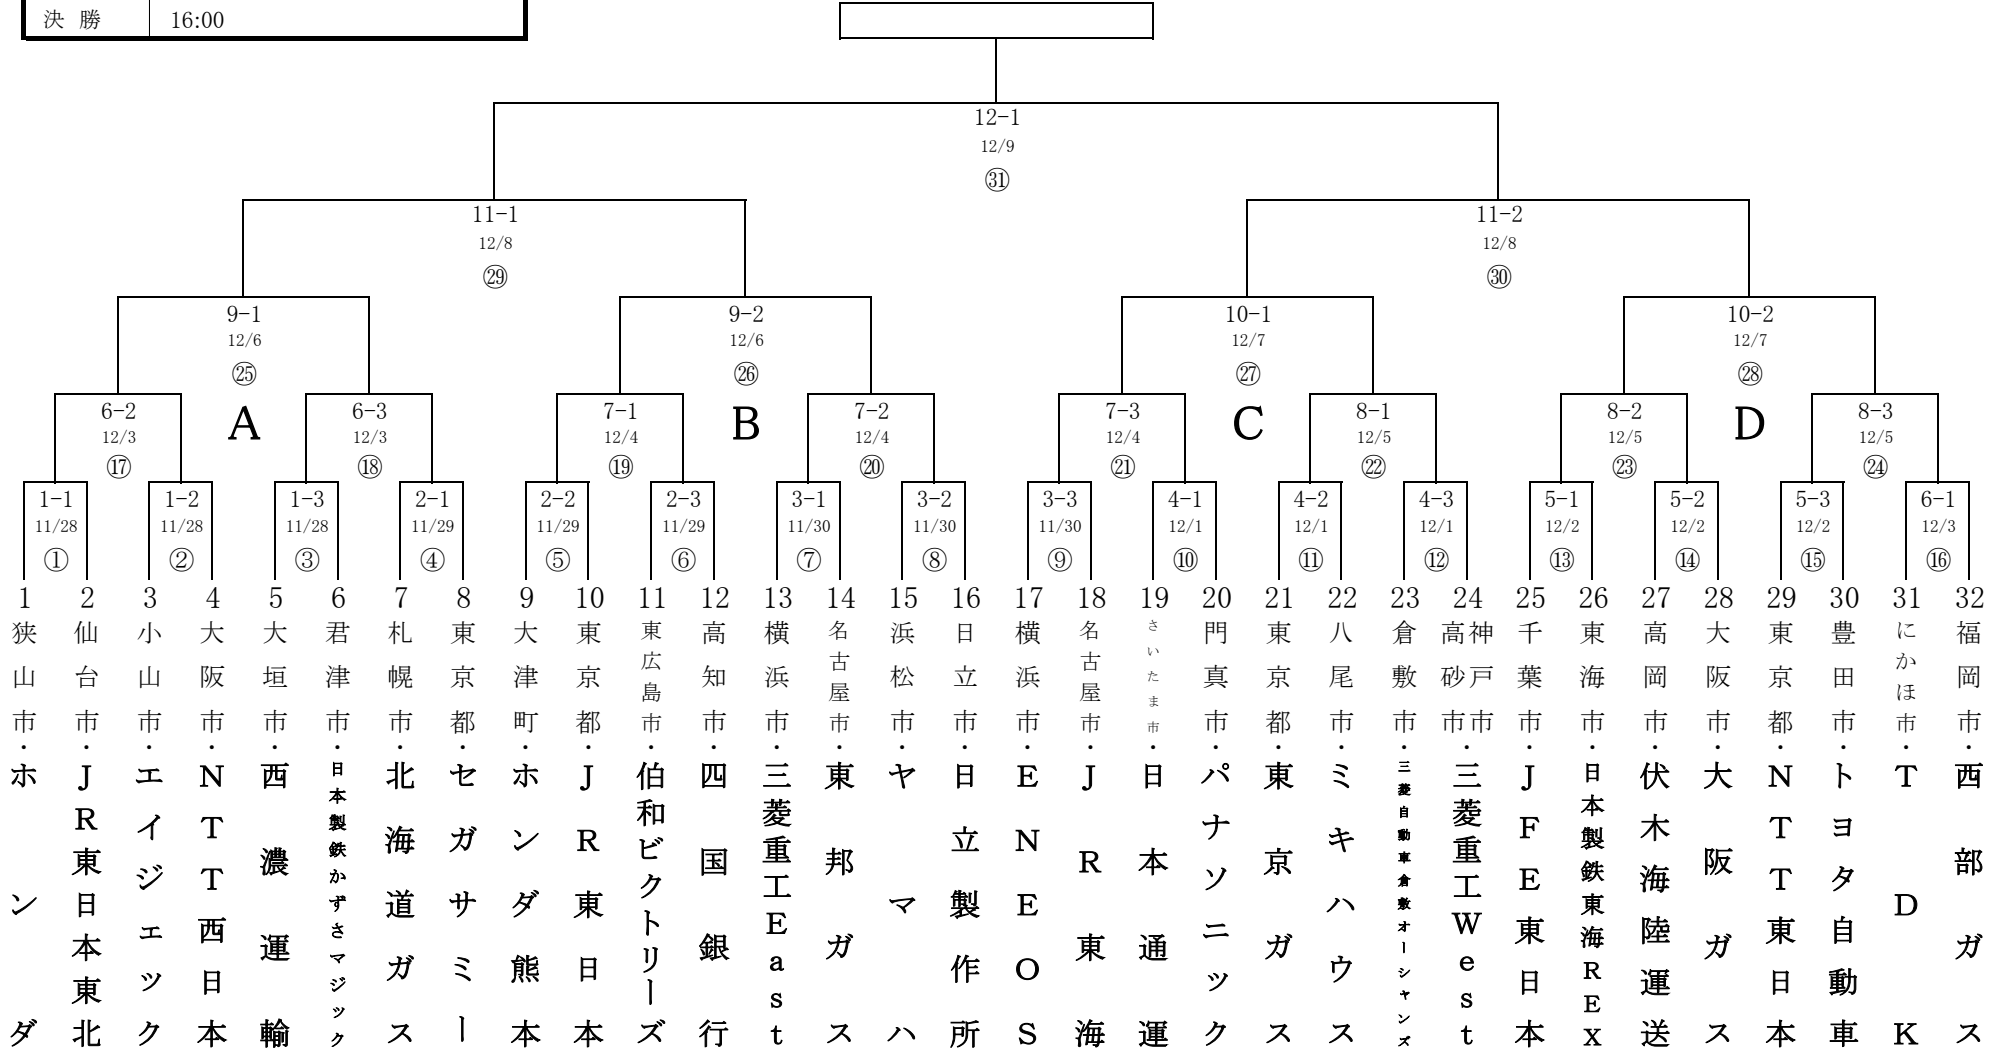 決 勝 16:00
12-1
12/9
㉛
11-1 11-2
12/8 12/8
㉙ ㉚
9-1 9-2 10-1 10-2
12/6 12/6 12/7 12/7
㉕ ㉖ ㉗ ㉘
A B C D
6-2 6-3 7-1 7-2 7-3 8-1 8-2 8-3
12/3 12/3 12/4 12/4 12/4 12/5 12/5 12/5
⑰ ⑱ ⑲ ⑳ ㉑ ㉒ ㉓ ㉔
1-1 1-2 1-3 2-1 2-2 2-3 3-1 3-2 3-3 4-1 4-2 4-3 5-1 5-2 5-3 6-1
11/28 11/28 11/28 11/29 11/29 11/29 11/30 11/30 11/30 12/1 12/1 12/1 12/2 12/2 12/2 12/3
① ② ③ ④ ⑤ ⑥ ⑦ ⑧ ⑨ ⑩ ⑪ ⑫ ⑬ ⑭ ⑮ ⑯
1 狭山市・ホンダ
2 仙台市・JR東日本東北
3 小山市・エイジェック
4 大阪市・NTT西日本
5 大垣市・西濃運輸
6 君津市・日本製鉄かずさマジック
7 札幌市・北海道ガス
8 東京都・セガサミー
9 大津町・ホンダ熊本
10 東京都・JR東日本
11 東広島市・伯和ビクトリーズ
12 高知市・四国銀行
13 横浜市・三菱重工East
14 名古屋市・東邦ガス
15 浜松市・ヤマハ
16 日立市・日立製作所
17 横浜市・ENEOS
18 名古屋市・JR東海
19 さいたま市・日本通運
20 門真市・パナソニック
21 東京都・東京ガス
22 八尾市・ミキハウス
23 倉敷市・三菱自動車倉敷オーシャンズ
24 神戸市高砂市・三菱重工West
25 千葉市・JFE東日本
26 東海市・日本製鉄東海REX
27 高岡市・伏木海陸運送
28 大阪市・大阪ガス
29 東京都・NTT東日本
30 豊田市・トヨタ自動車
31 にかほ市・TDK
32 福岡市・西部ガス